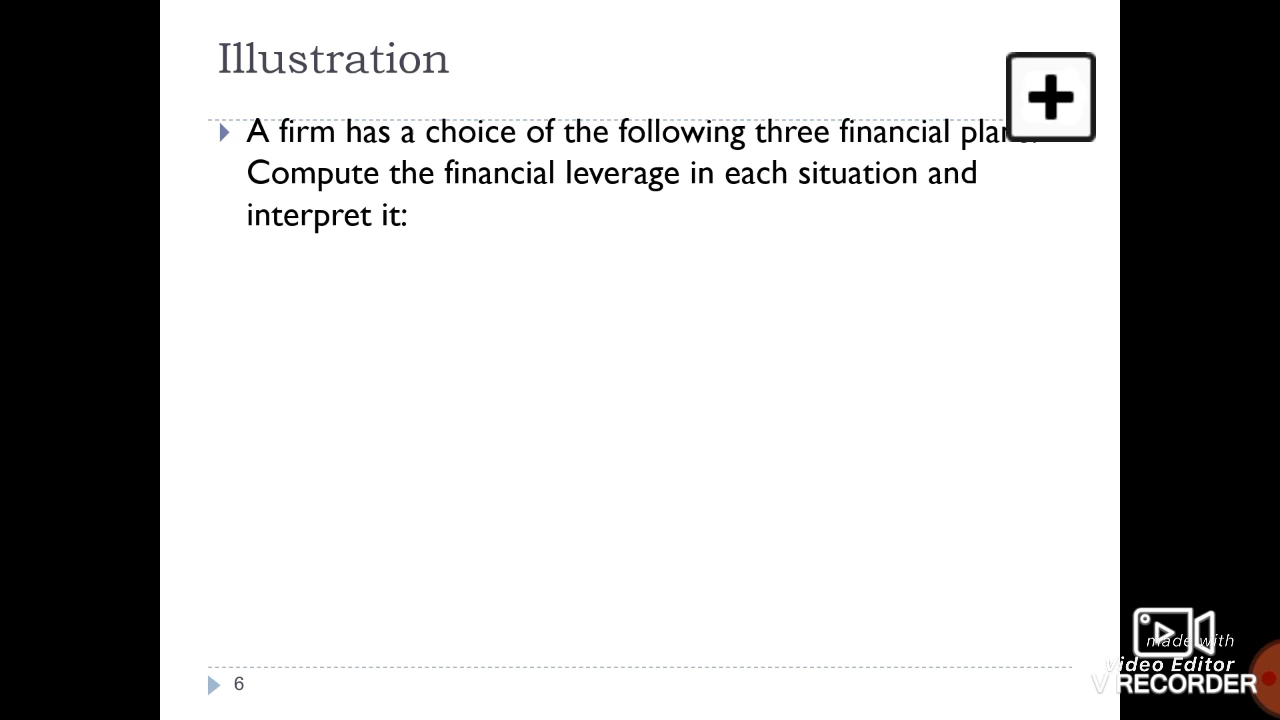 Illustration
A firm has a choice of the following three financial
Compute the financial leverage in each situation and
interpret it:
6
made with
Video Editor
V RECORDER